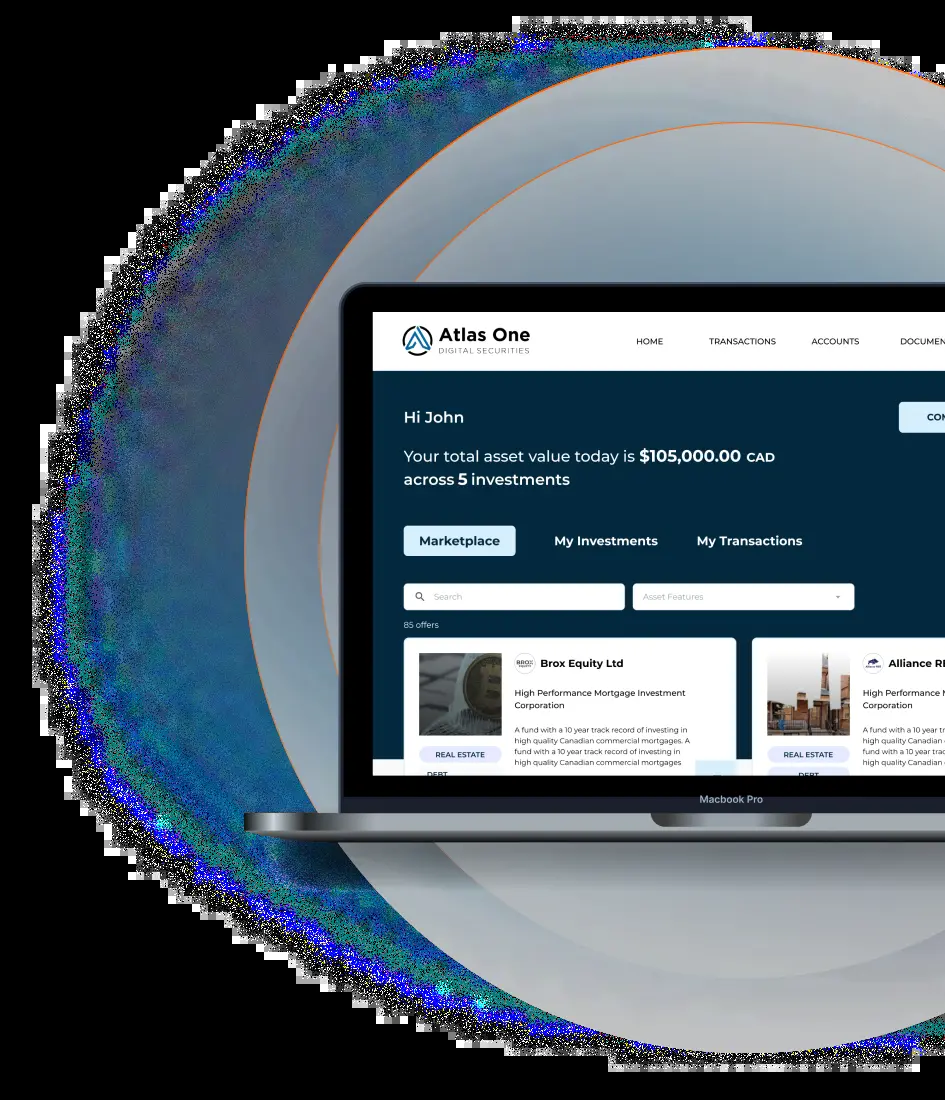 Atlas One
DIGITAL SECURITIES
HOME TRANSACTIONS ACCOUNTS DOCUMEN
Hi John
CON
Your total asset value today is $105,000.00 CAD
across 5 investments
Marketplace My Investments My Transactions
Search Asset Features
85 offers
BROX
Brox Equity Ltd
High Performance Mortgage Investment
Corporation
A fund with a 10 year track record of investing in
high quality Canadian commercial mortgages. A
fund with a 10 year track record of investing in
high quality Canadian commercial mortgages
REAL ESTATE
DEBT
Alliance RE
High Performance M
Corporation
A fund with a 10 year tr
high quality Canadian
fund with a 10 year trac
high quality Canadian
REAL ESTATE
DEBT
Macbook Pro